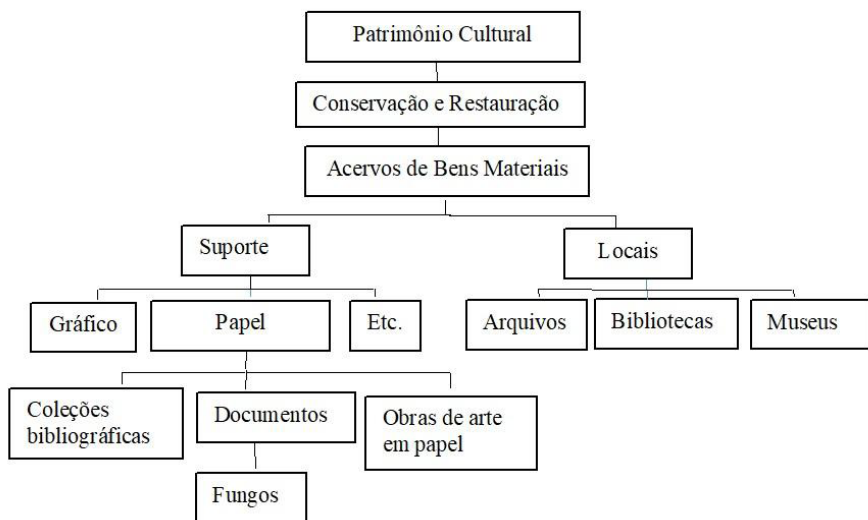 Patrimônio Cultural
Conservação e Restauração
Acervos de Bens Materiais
Suporte
Locais
Gráfico
Papel
Etc.
Arquivos
Bibliotecas
Museus
Coleções
bibliográficas
Documentos
Obras de arte
em papel
Fungos